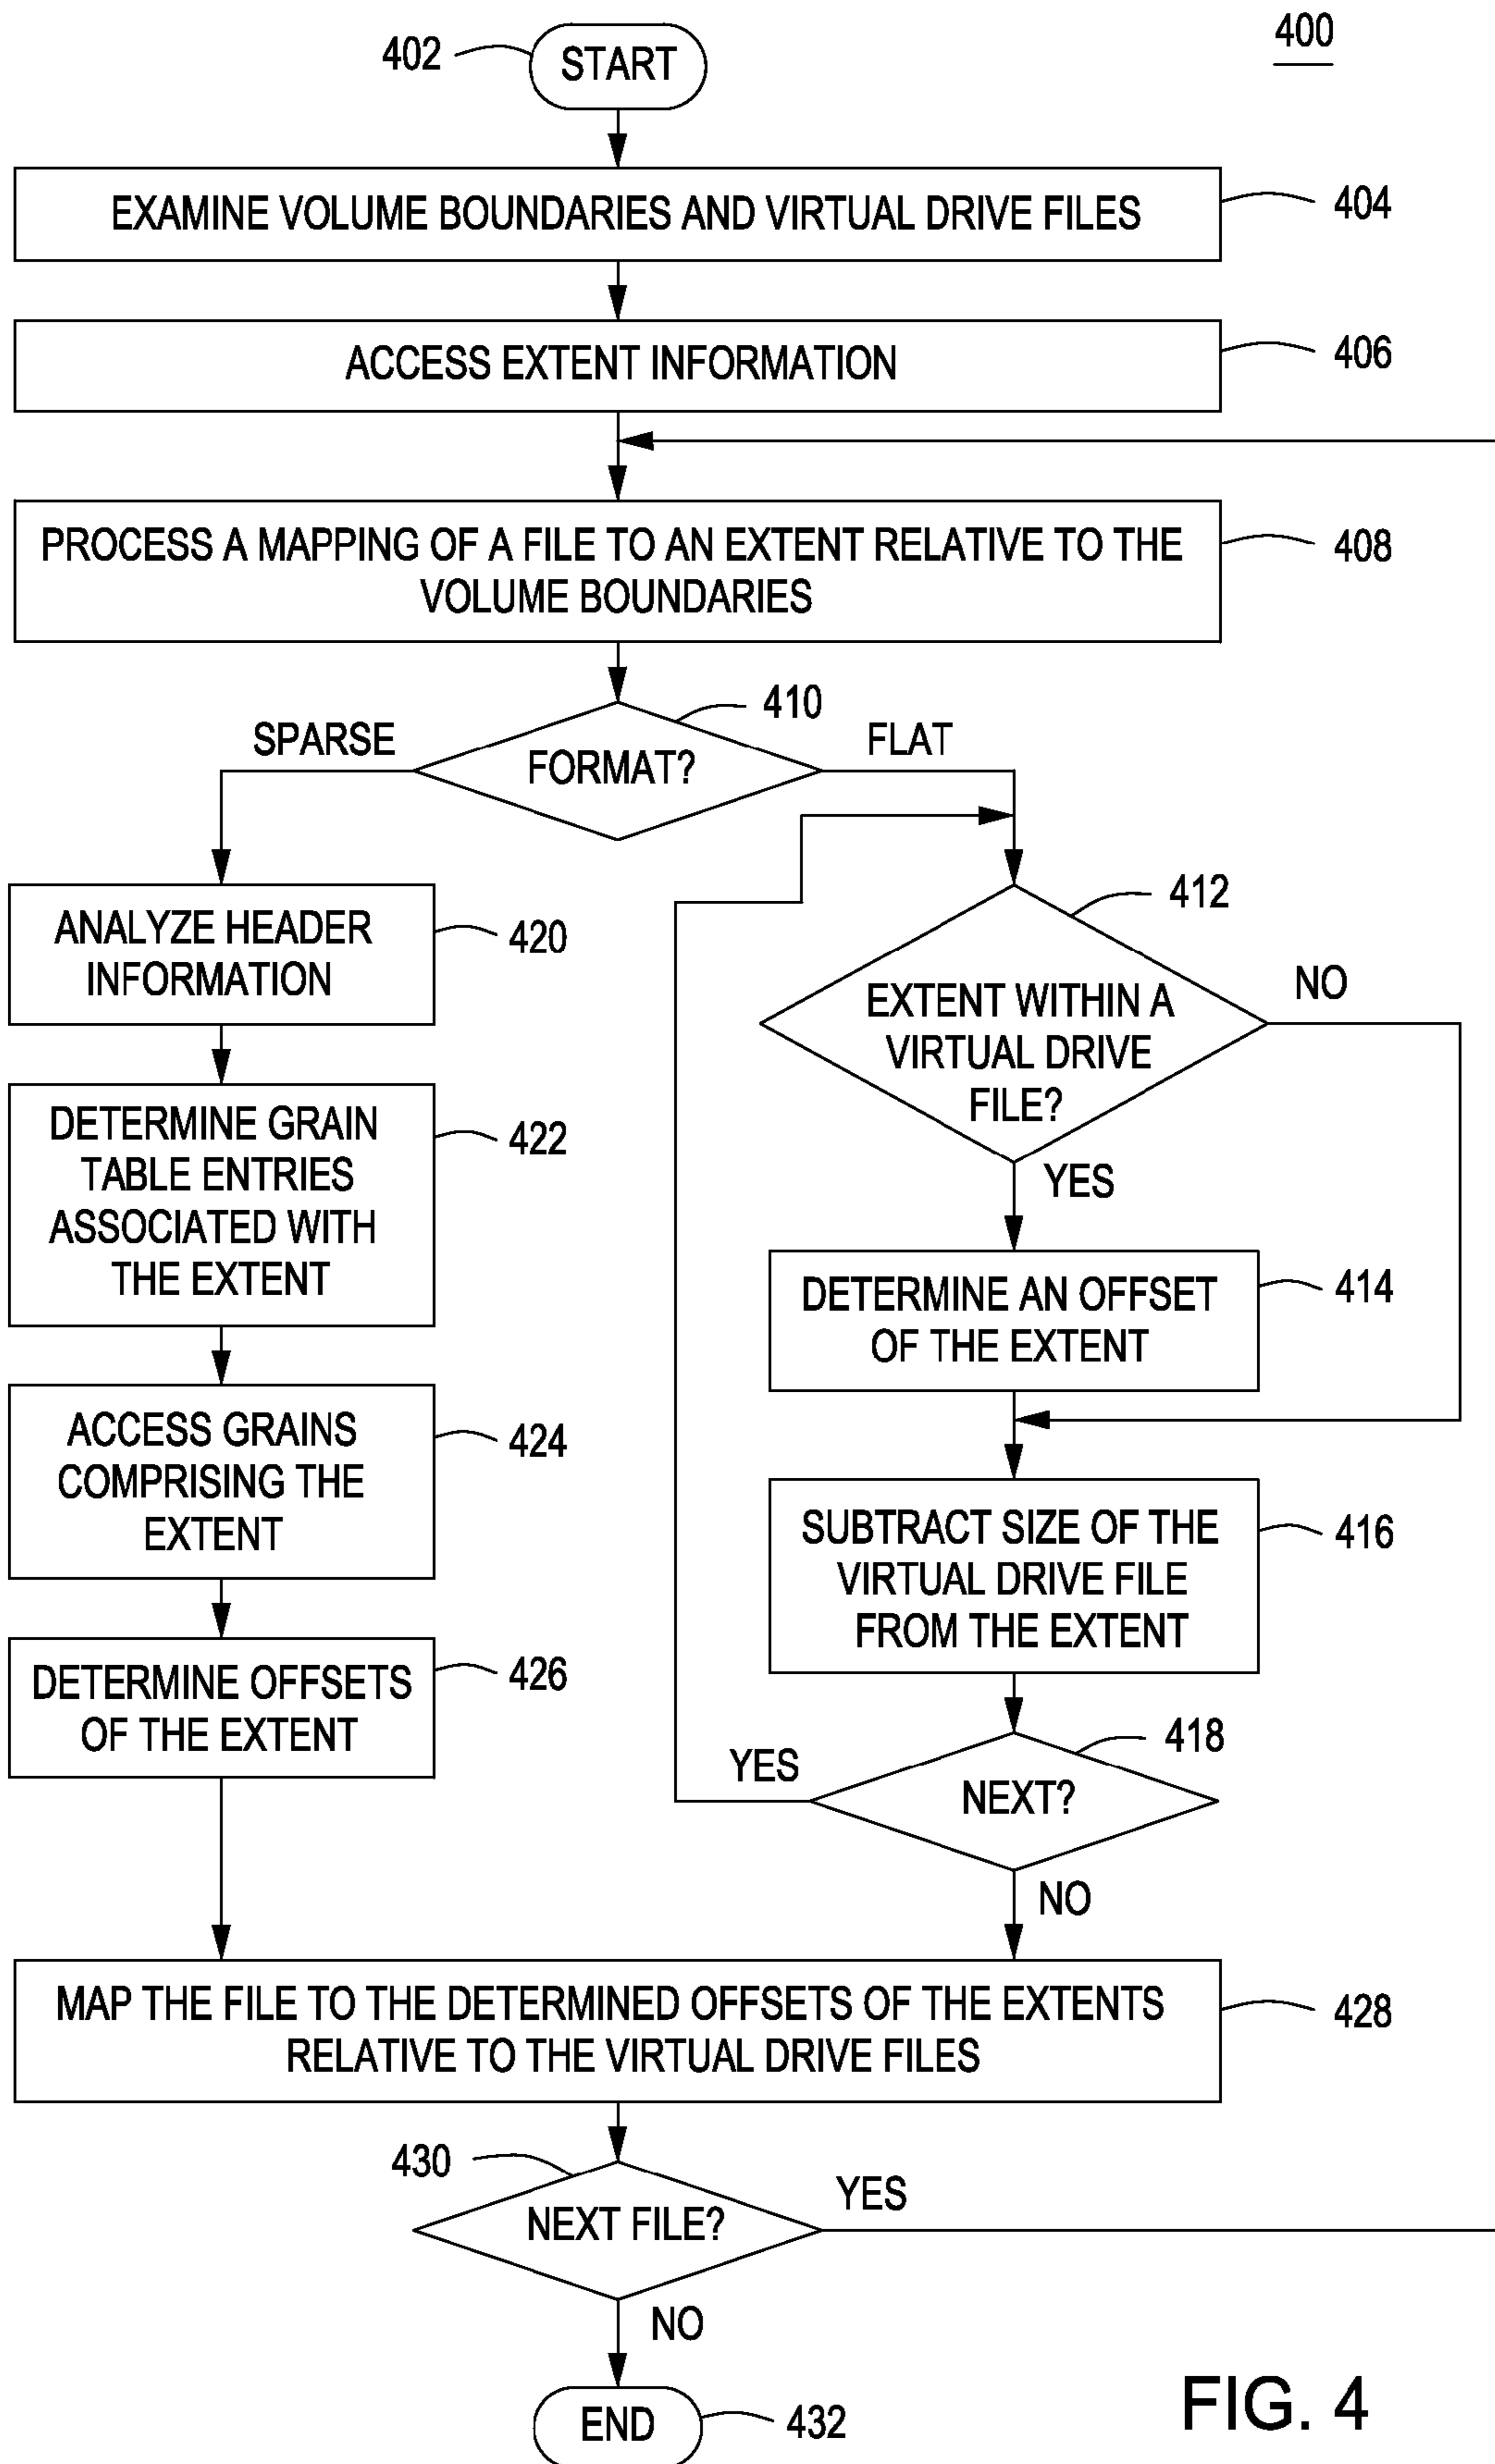 400
402
START
EXAMINE VOLUME BOUNDARIES AND VIRTUAL DRIVE FILES
404
ACCESS EXTENT INFORMATION
406
PROCESS A MAPPING OF A FILE TO AN EXTENT RELATIVE TO THE
VOLUME BOUNDARIES
408
410
SPARSE
FORMAT?
FLAT
ANALYZE HEADER
INFORMATION
420
DETERMINE GRAIN
TABLE ENTRIES
ASSOCIATED WITH
THE EXTENT
422
ACCESS GRAINS
COMPRISING THE
EXTENT
424
DETERMINE OFFSETS
OF THE EXTENT
426
412
EXTENT WITHIN A
VIRTUAL DRIVE
FILE?
NO
YES
DETERMINE AN OFFSET
OF THE EXTENT
414
SUBTRACT SIZE OF THE
VIRTUAL DRIVE FILE
FROM THE EXTENT
416
418
YES
NEXT?
NO
MAP THE FILE TO THE DETERMINED OFFSETS OF THE EXTENTS
RELATIVE TO THE VIRTUAL DRIVE FILES
428
430
NEXT FILE?
YES
NO
END
432
FIG. 4